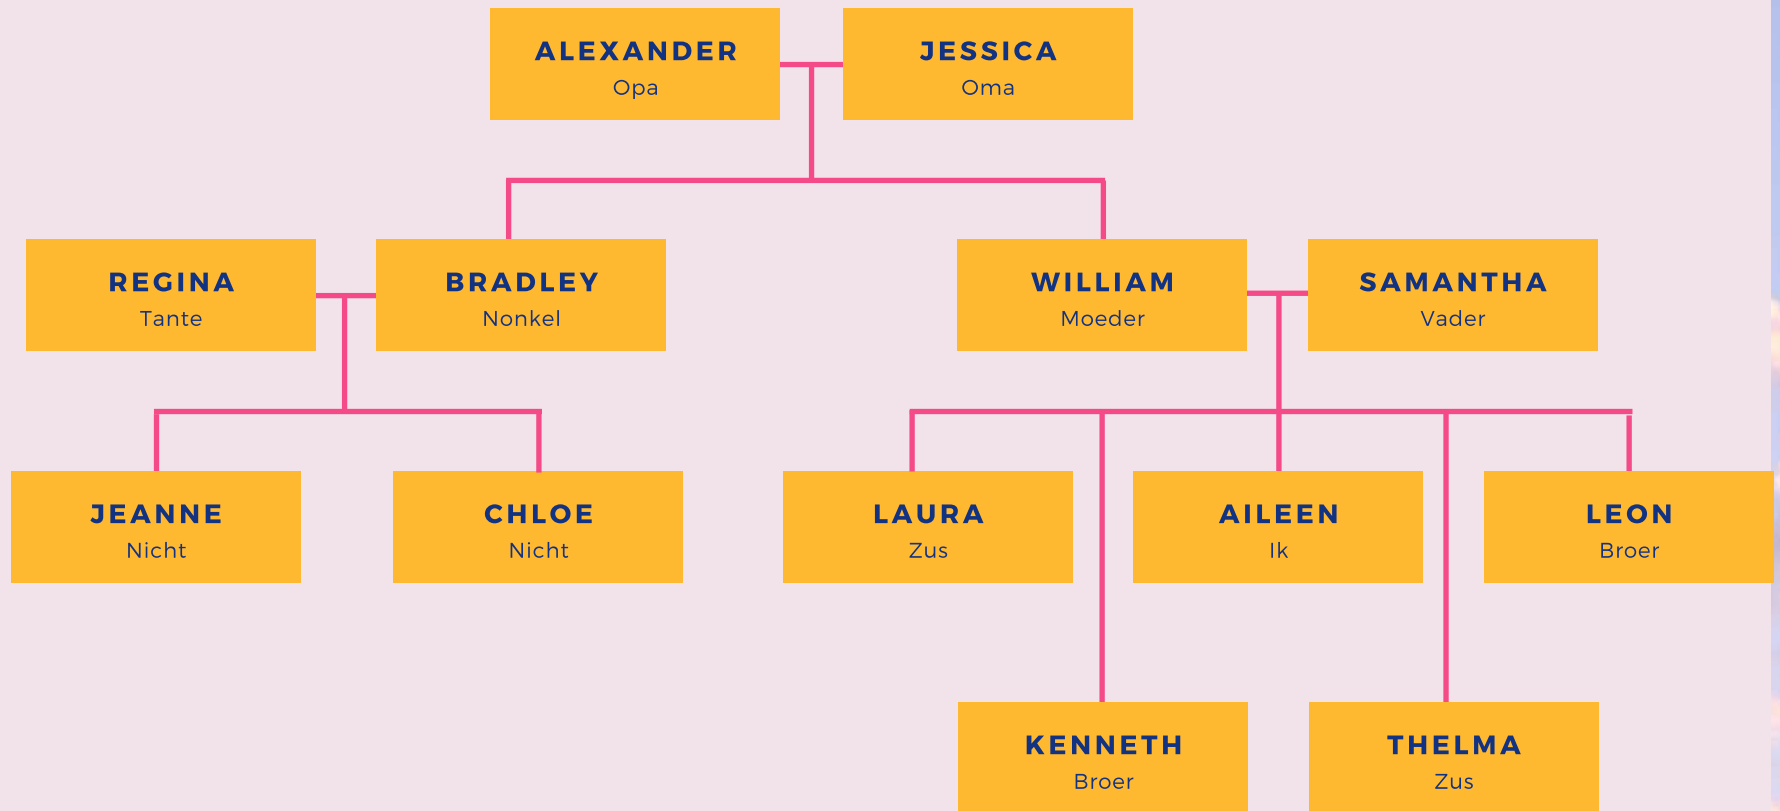 ALEXANDER
Opa
JESSICA
Oma
REGINA
Tante
BRADLEY
Nonkel
WILLIAM
Moeder
SAMANTHA
Vader
JEANNE
Nicht
CHLOE
Nicht
LAURA
Zus
AILEEN
Ik
LEON
Broer
KENNETH
Broer
THELMA
Zus